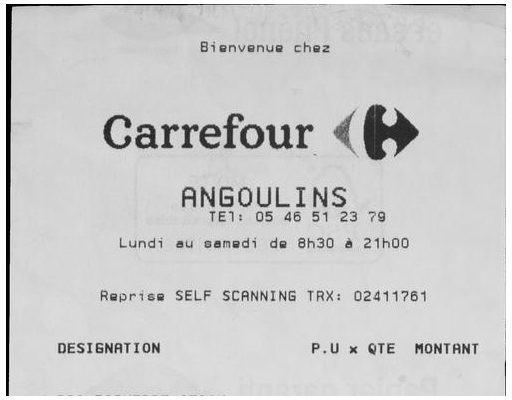 Bienvenue chez
Carrefour
ANGOULINS
TEl: 05 46 51 23 79
Lundi au samedi de 8h30 à 21h00
Reprise SELF SCANNING TRX: 02411761
DESIGNATION P.U x QTE MONTANT